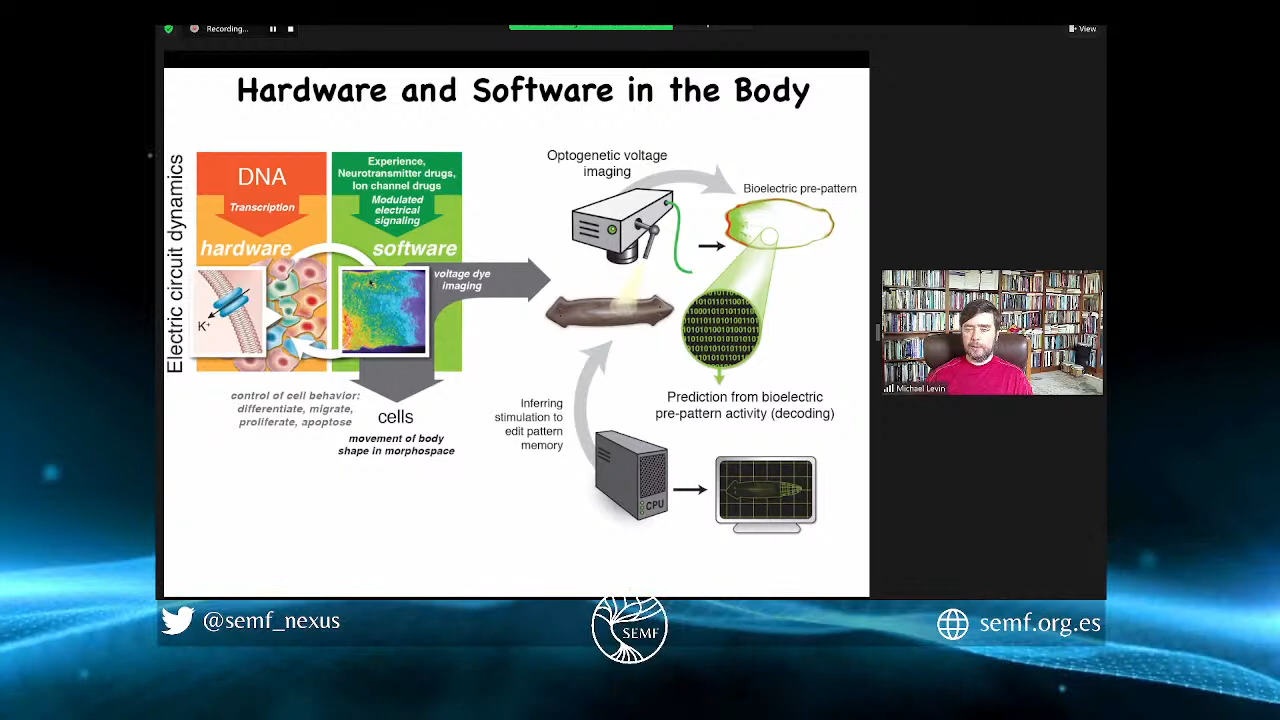 Recording...
View
Hardware and Software in the Body
Electric circuit dynamics
DNA
Transcription
hardware
K+
Experience,
Neurotransmitter drugs,
Ion channel drugs
Modulated
electrical
signaling
software
voltage dye
imaging
control of cell behavior:
differentiate, migrate,
proliferate, apoptose
cells
movement of body
shape in morphospace
Optogenetic voltage
imaging
Bioelectric pre-pattern
Prediction from bioelectric
pre-pattern activity (decoding)
Inferring
stimulation to
edit pattern
memory
CPU
Michael Levin
@semf_nexus
SEMF
semf.org.es